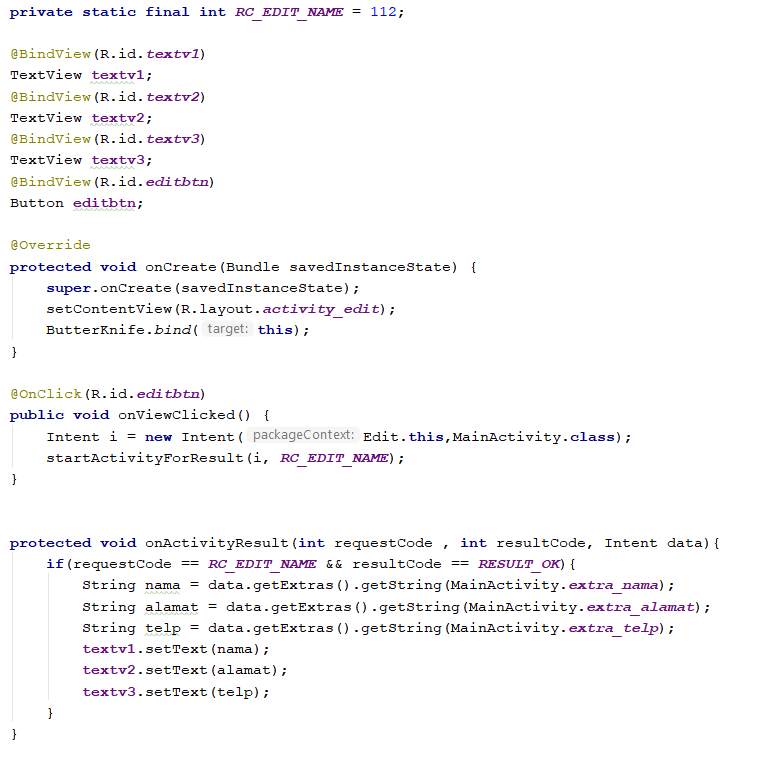 private static final int RC_EDIT_NAME = 112;
@BindView(R.id.textv1)
TextView textv1;
@BindView(R.id.textv2)
TextView textv2;
@BindView(R.id.textv3)
TextView textv3;
@BindView(R.id.editbtn)
Button editbtn;
@Override
protected void onCreate(Bundle savedInstanceState) {
    super.onCreate(savedInstanceState);
    setContentView(R.layout.activity_edit);
    ButterKnife.bind( target: this);
}
@OnClick(R.id.editbtn)
public void onViewClicked() {
    Intent i = new Intent( packageContext: Edit.this,MainActivity.class);
    startActivityForResult(i, RC_EDIT_NAME);
}
protected void onActivityResult(int requestCode , int resultCode, Intent data){
    if(requestCode == RC_EDIT_NAME && resultCode == RESULT_OK){
        String nama = data.getExtras().getString(MainActivity.extra_nama);
        String alamat = data.getExtras().getString(MainActivity.extra_alamat);
        String telp = data.getExtras().getString(MainActivity.extra_telp);
        textv1.setText(nama);
        textv2.setText(alamat);
        textv3.setText(telp);
    }
}